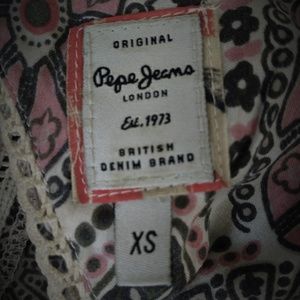 ORIGINAL
Pepe Jeans
LONDON
Est. 1973
BRITISH
DENIM BRAND
XS